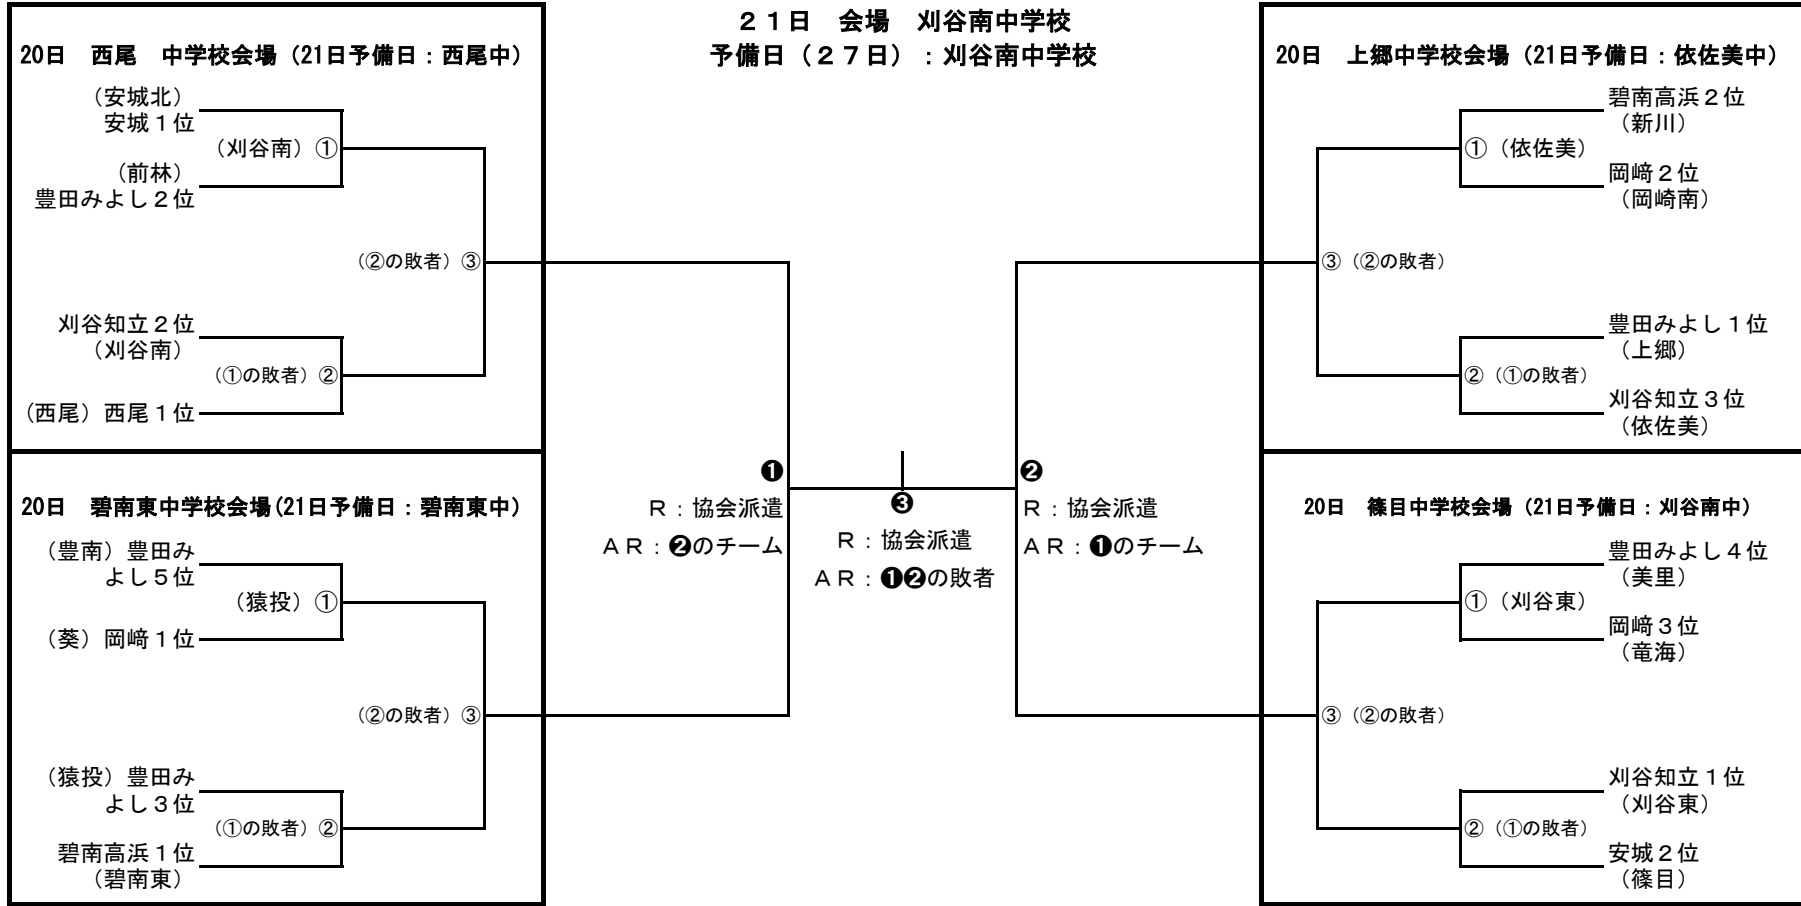 ２１日　会場　刈谷南中学校
予備日（２７日）：刈谷南中学校
20日　西尾　中学校会場（21日予備日：西尾中）
（安城北）
安城１位
（刈谷南）①
（前林）
豊田みよし２位
（②の敗者）③
刈谷知立２位
（刈谷南）
（①の敗者）②
（西尾）西尾１位
20日　碧南東中学校会場(21日予備日：碧南東中）
（豊南）豊田み
よし５位
（猿投）①
（葵）岡﨑１位
（②の敗者）③
（猿投）豊田み
よし３位
（①の敗者）②
碧南高浜１位
（碧南東）
❶
R：協会派遣
ＡＲ：❷のチーム
❸
R：協会派遣
ＡＲ：❶❷の敗者
❷
R：協会派遣
ＡＲ：❶のチーム
20日　上郷中学校会場（21日予備日：依佐美中）
碧南高浜２位
（新川）
①（依佐美）
岡﨑２位
（岡崎南）
③（②の敗者）
豊田みよし１位
（上郷）
②（①の敗者）
刈谷知立３位
（依佐美）
20日　篠目中学校会場（21日予備日：刈谷南中）
豊田みよし４位
（美里）
①（刈谷東）
岡﨑３位
（竜海）
③（②の敗者）
刈谷知立１位
（刈谷東）
②（①の敗者）
安城２位
（篠目）